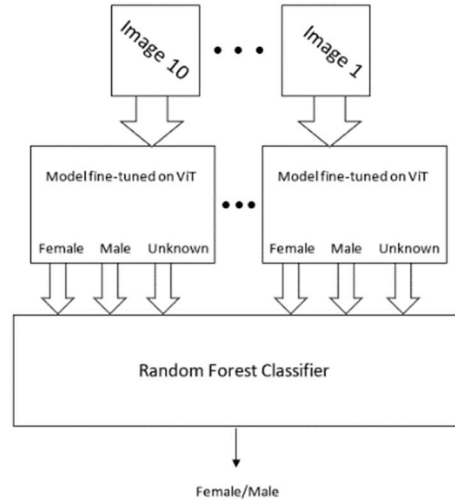 Image 10
Image 1
Model fine-tuned on ViT
Model fine-tuned on ViT
Female Male Unknown
Female Male Unknown
Random Forest Classifier
Female/Male